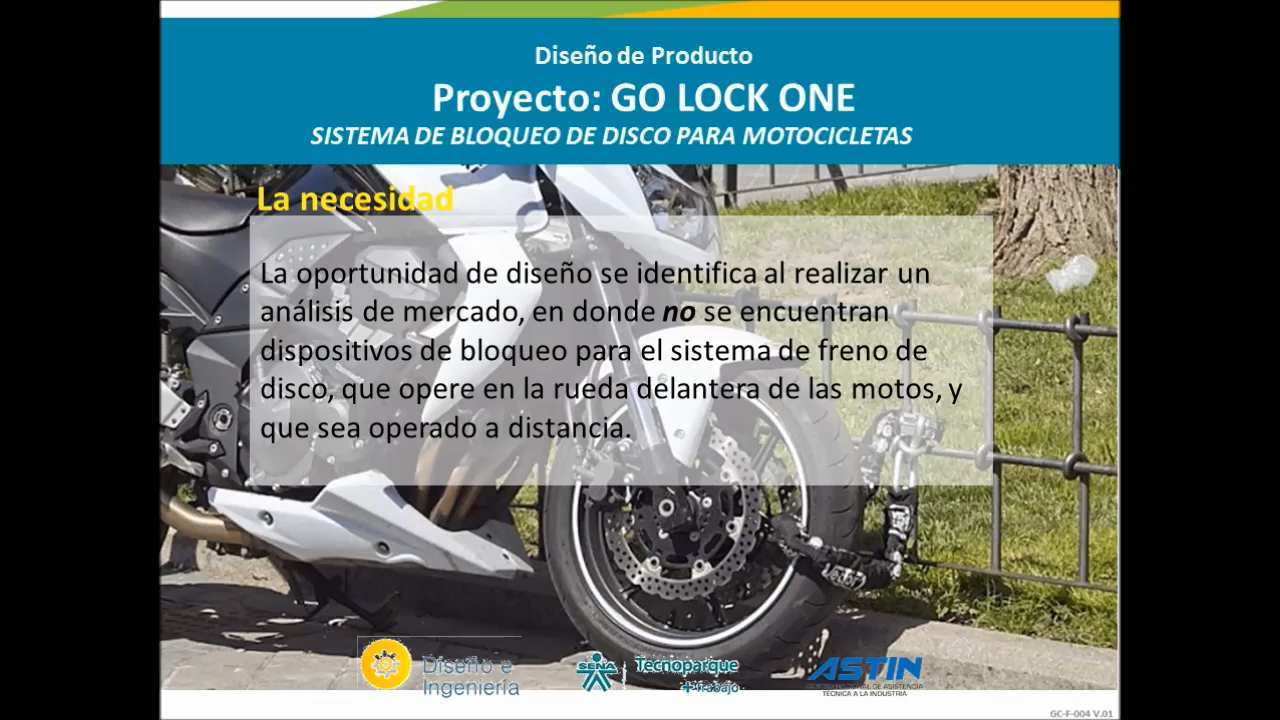 Diseño de Producto
Proyecto: GO LOCK ONE
SISTEMA DE BLOQUEO DE DISCO PARA MOTOCICLETAS
La necesidad
La oportunidad de diseño se identifica al realizar un
análisis de mercado, en donde no se encuentran
dispositivos de bloqueo para el sistema de freno de
disco, que opere en la rueda delantera de las motos, y
que sea operado a distancia.
Diseño e
Ingeniería
SENA
Tecnoparque
+Trabajo
ASTIN
DE ASISTENCIA
TÉCNICA A LA INDUSTRIA
GC-F-004 V.01